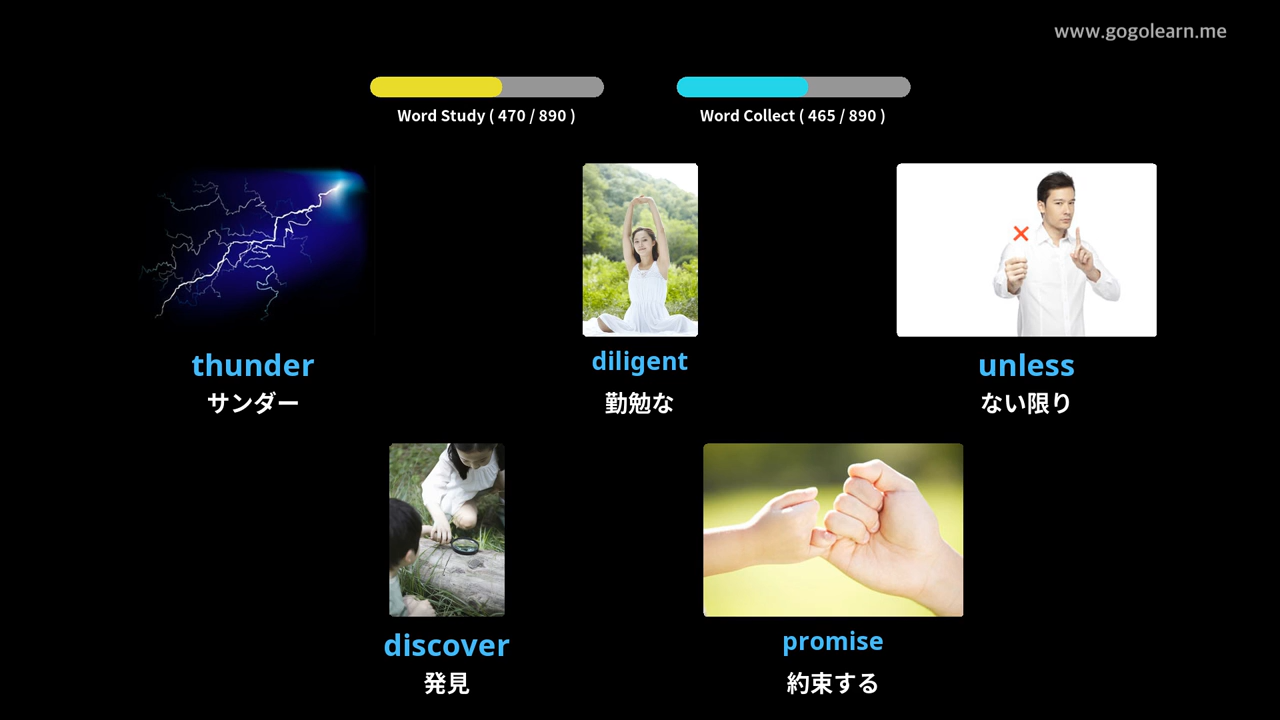 www.gogolearn.me
Word Study ( 470 / 890 )
Word Collect ( 465 / 890 )
thunder
サンダー
diligent
勤勉な
unless
ない限り
discover
発見
promise
約束する